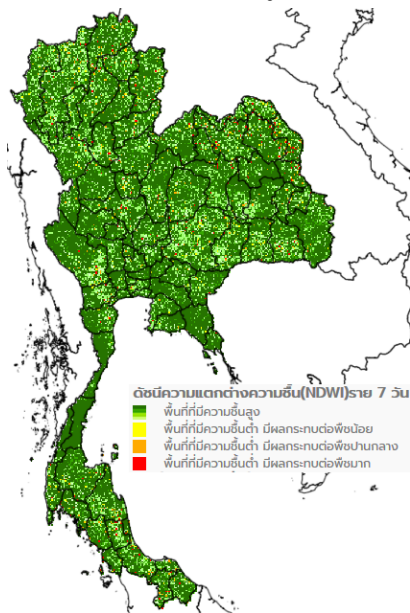 ดัชนีความแตกต่างความชื้น(NDWI)ราย 7 วัน
พื้นที่ที่มีความชื้นสูง
พื้นที่ที่มีความชื้นต่ำ มีผลกระทบต่อพืชน้อย
พื้นที่ที่มีความชื้นต่ำ มีผลกระทบต่อพืชปานกลาง
พื้นที่ที่มีความชื้นต่ำ มีผลกระทบต่อพืชมาก